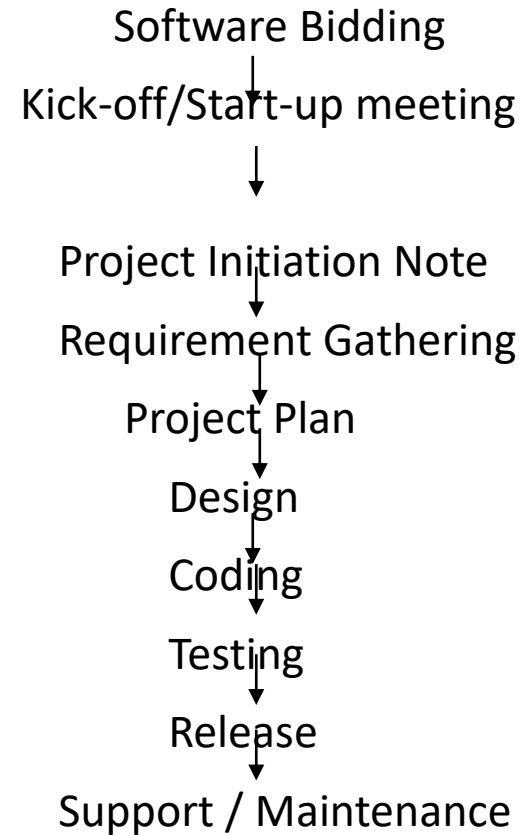 Software Bidding
Kick-off/Start-up meeting
Project Initiation Note
Requirement Gathering
Project Plan
Design
Coding
Testing
Release
Support / Maintenance